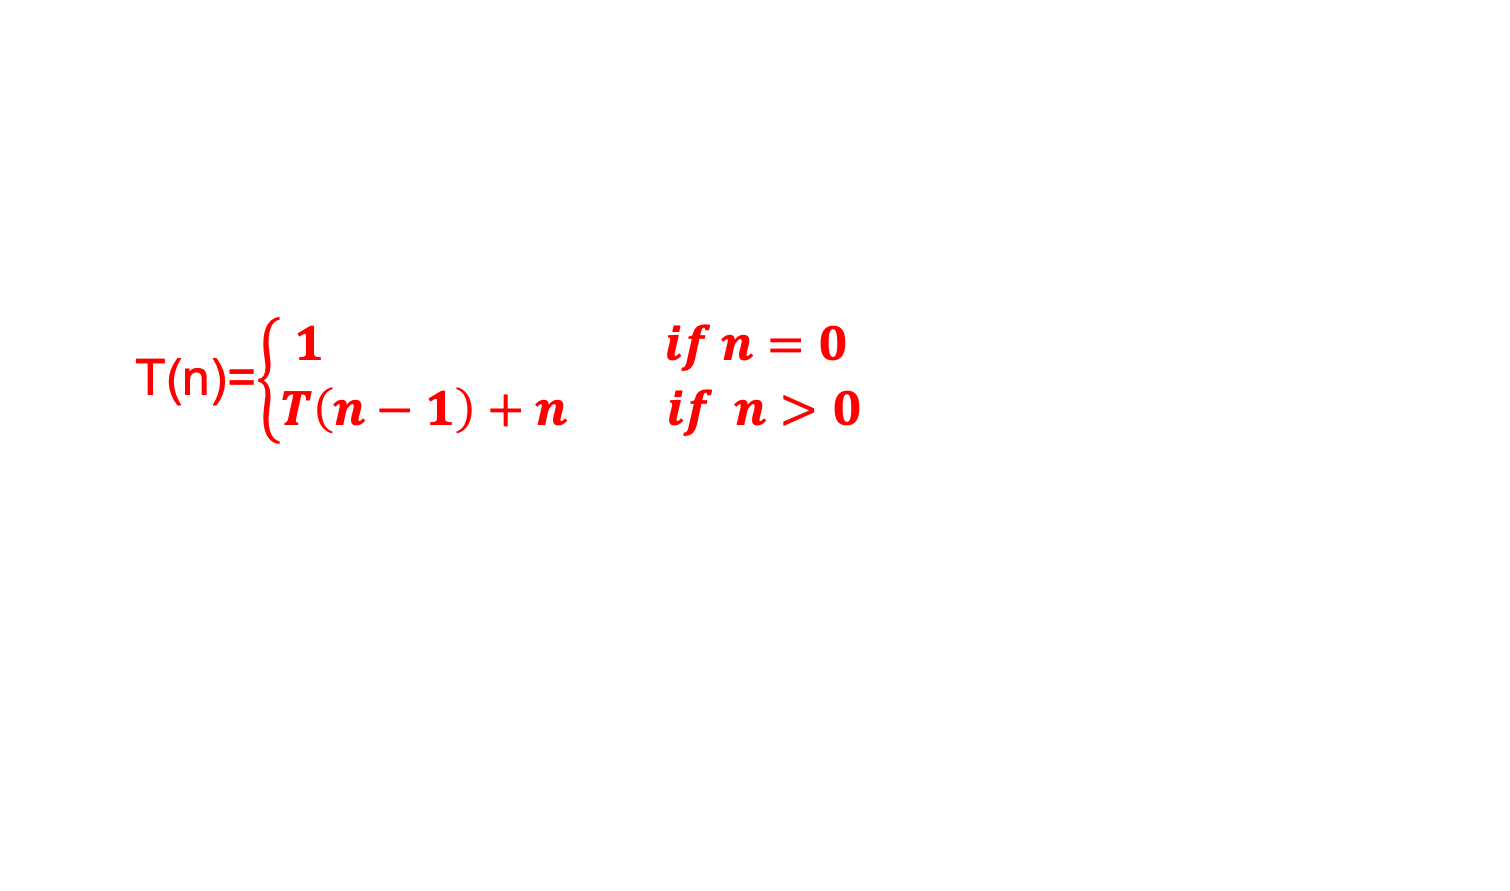 T(n)={ 1 if n = 0
T(n − 1) + n if n > 0